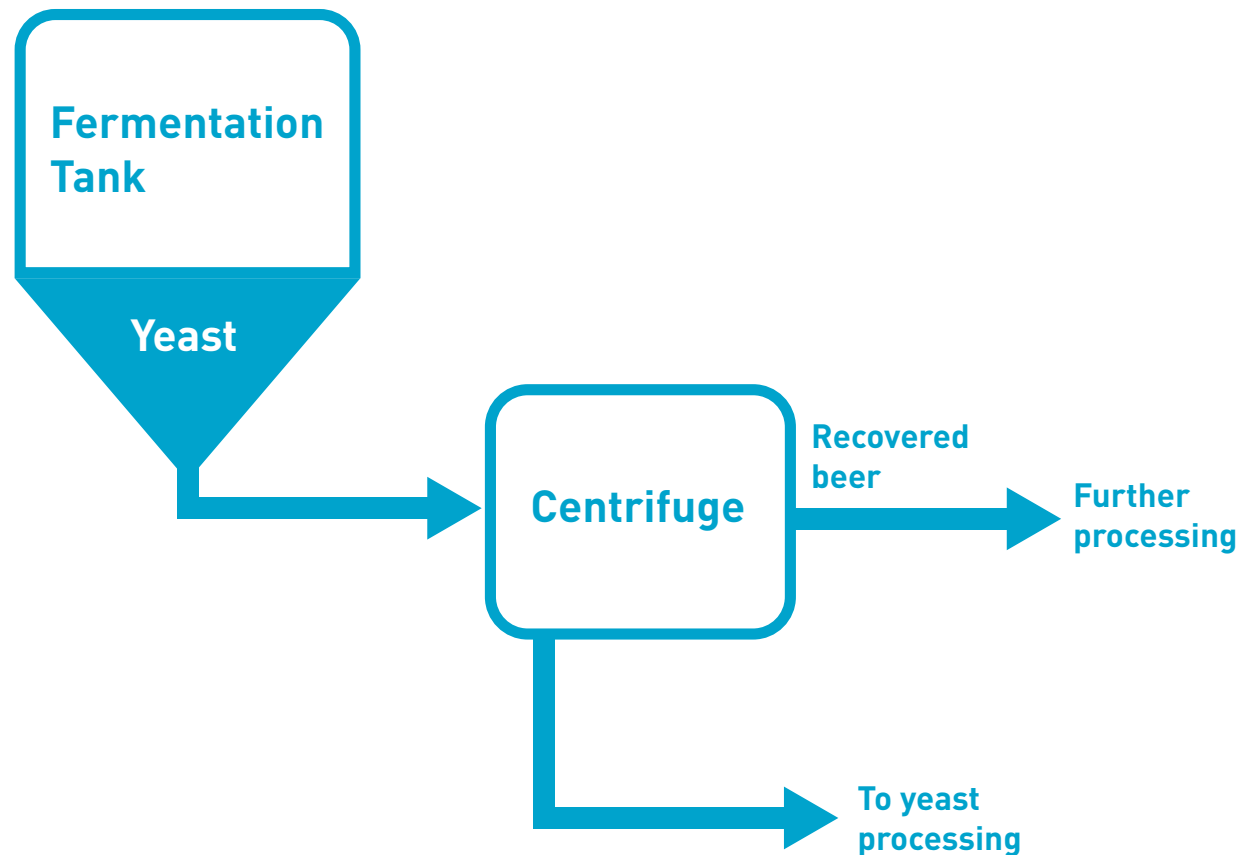 Fermentation
Tank
Yeast
Centrifuge
Recovered
beer
Further
processing
To yeast
processing